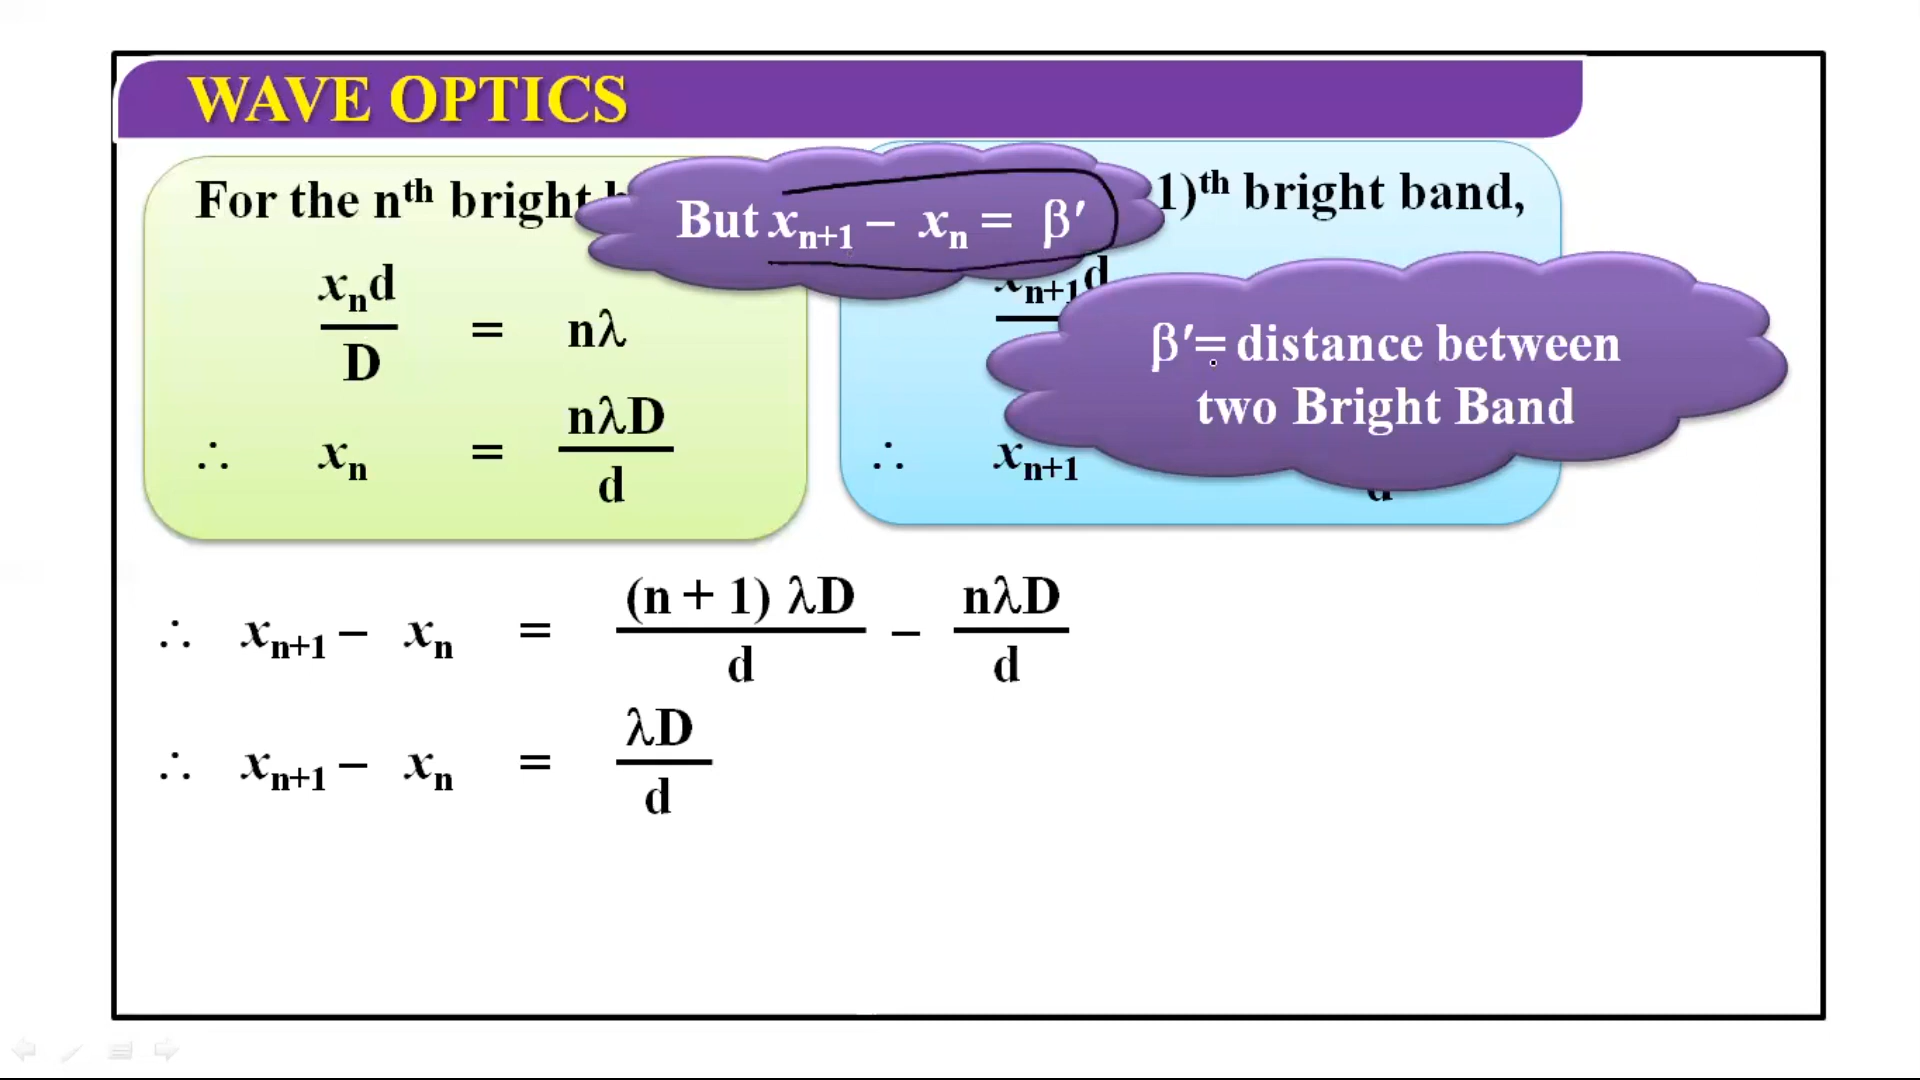 WAVE OPTICS
For the nth bright
xnd
D
= nλ
∴ xn = nλD
d
But xn+1 – xn = β′
1)th bright band,
xn+1d
β′= distance between
two Bright Band
∴ xn+1
d
∴ xn+1 – xn = (n + 1) λD – nλD
d d
∴ xn+1 – xn = λD
d